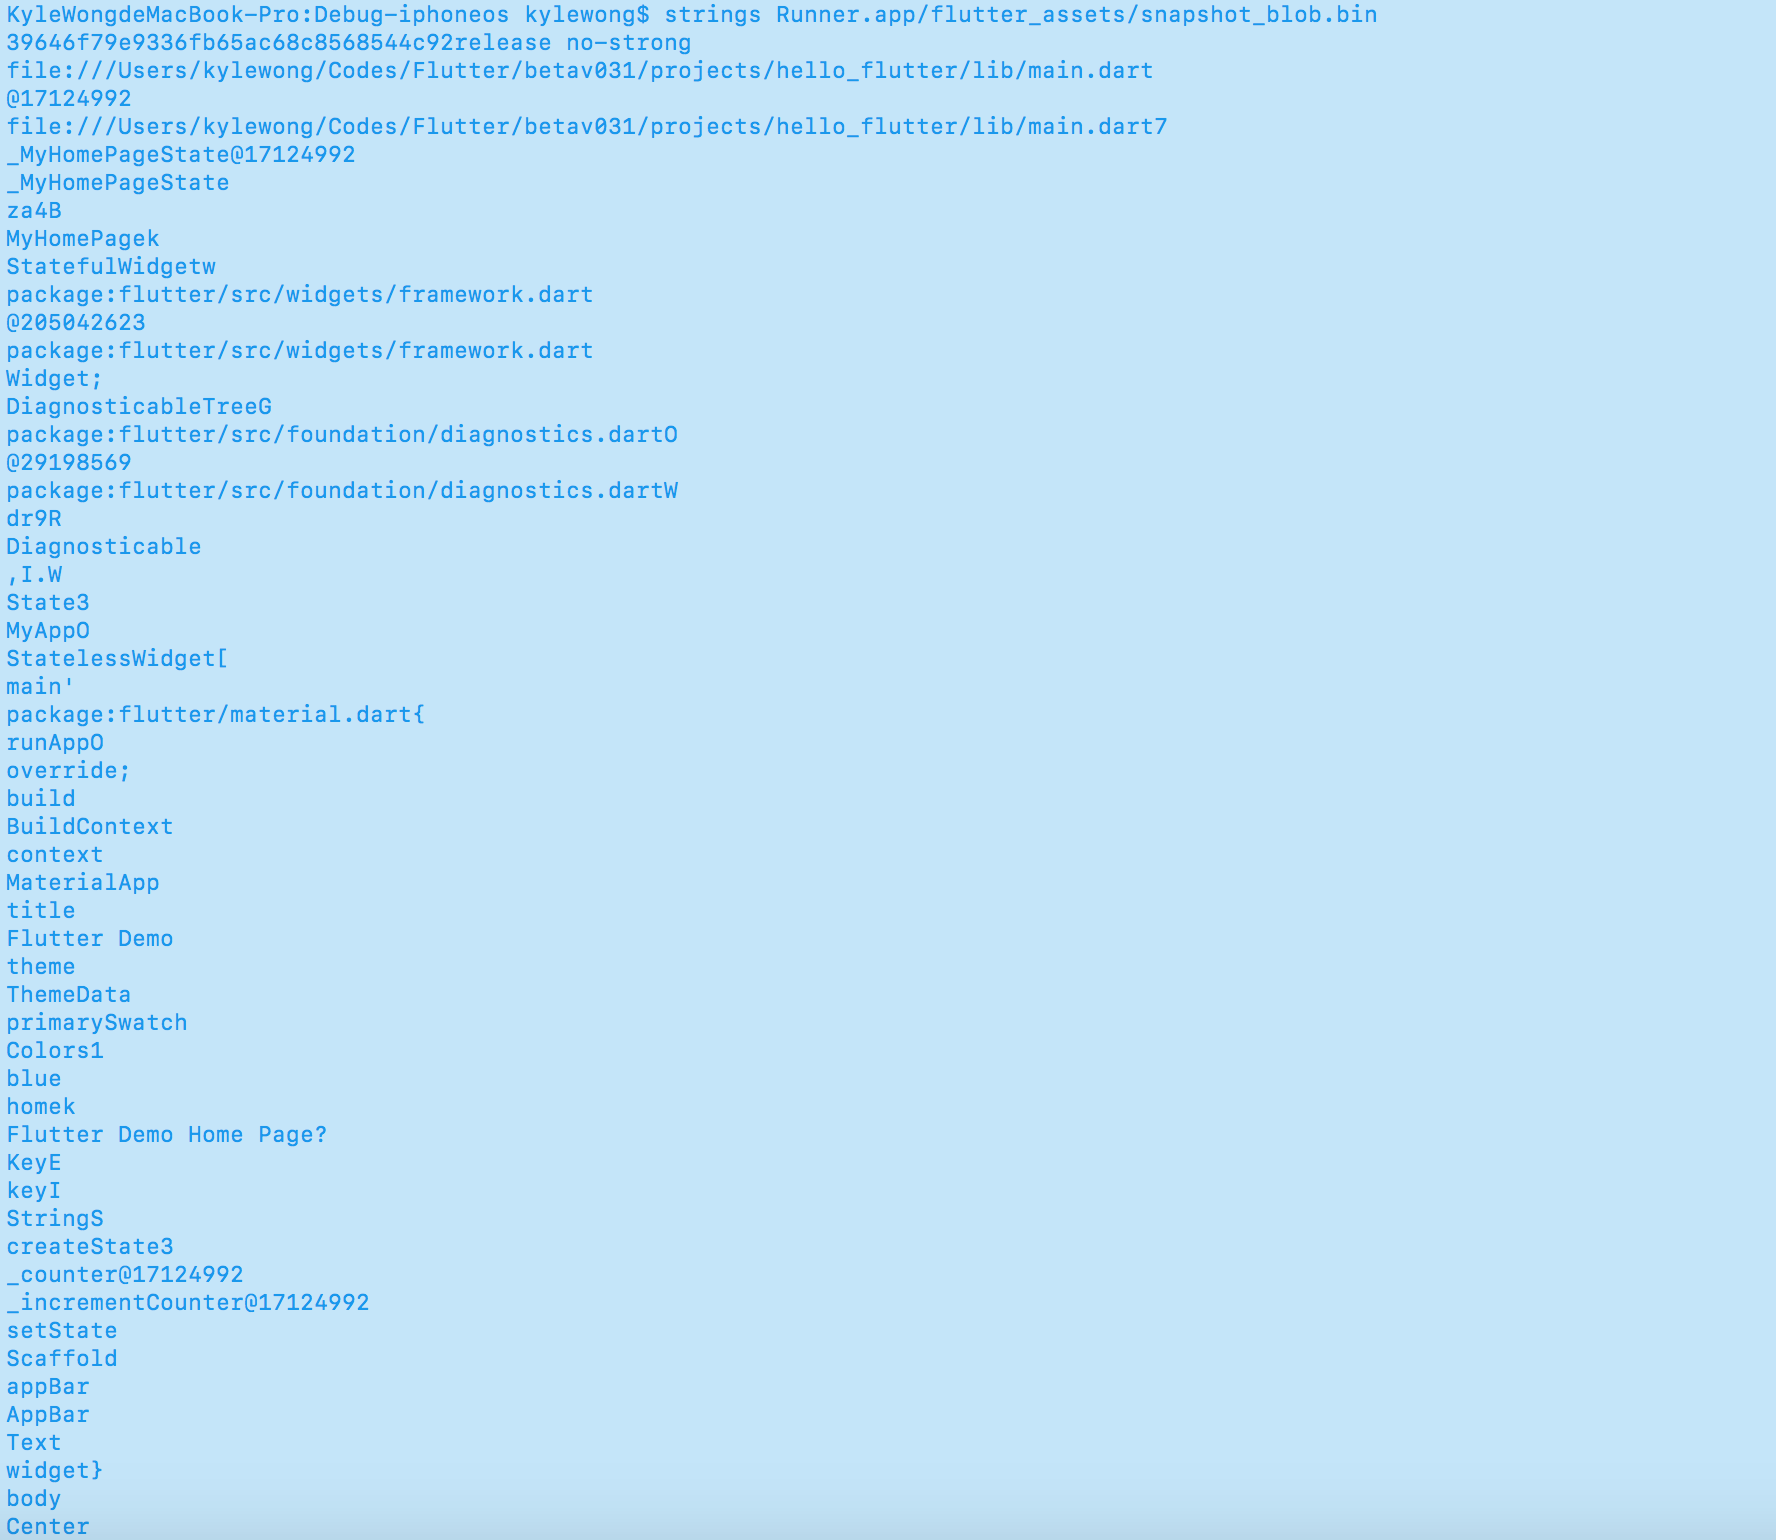 KyleWongdeMacBook-Pro:Debug-iphoneos kylewong$ strings Runner.app/flutter_assets/snapshot_blob.bin
39646f79e9336fb65ac68c8568544c92release no-strong
file:///Users/kylewong/Codes/Flutter/betav031/projects/hello_flutter/lib/main.dart
@17124992
file:///Users/kylewong/Codes/Flutter/betav031/projects/hello_flutter/lib/main.dart7
_MyHomePageState@17124992
_MyHomePageState
za4B
MyHomePagek
StatefulWidgetw
package:flutter/src/widgets/framework.dart
@205042623
package:flutter/src/widgets/framework.dart
Widget;
DiagnosticableTreeG
package:flutter/src/foundation/diagnostics.dartO
@29198569
package:flutter/src/foundation/diagnostics.dartW
dr9R
Diagnosticable
,I.W
State3
MyAppO
StatelessWidget[
main'
package:flutter/material.dart{
runAppO
override;
build
BuildContext
context
MaterialApp
title
Flutter Demo
theme
ThemeData
primarySwatch
Colors1
blue
homek
Flutter Demo Home Page?
KeyE
keyI
StringS
createState3
_counter@17124992
_incrementCounter@17124992
setState
Scaffold
appBar
AppBar
Text
widget}
body
Center